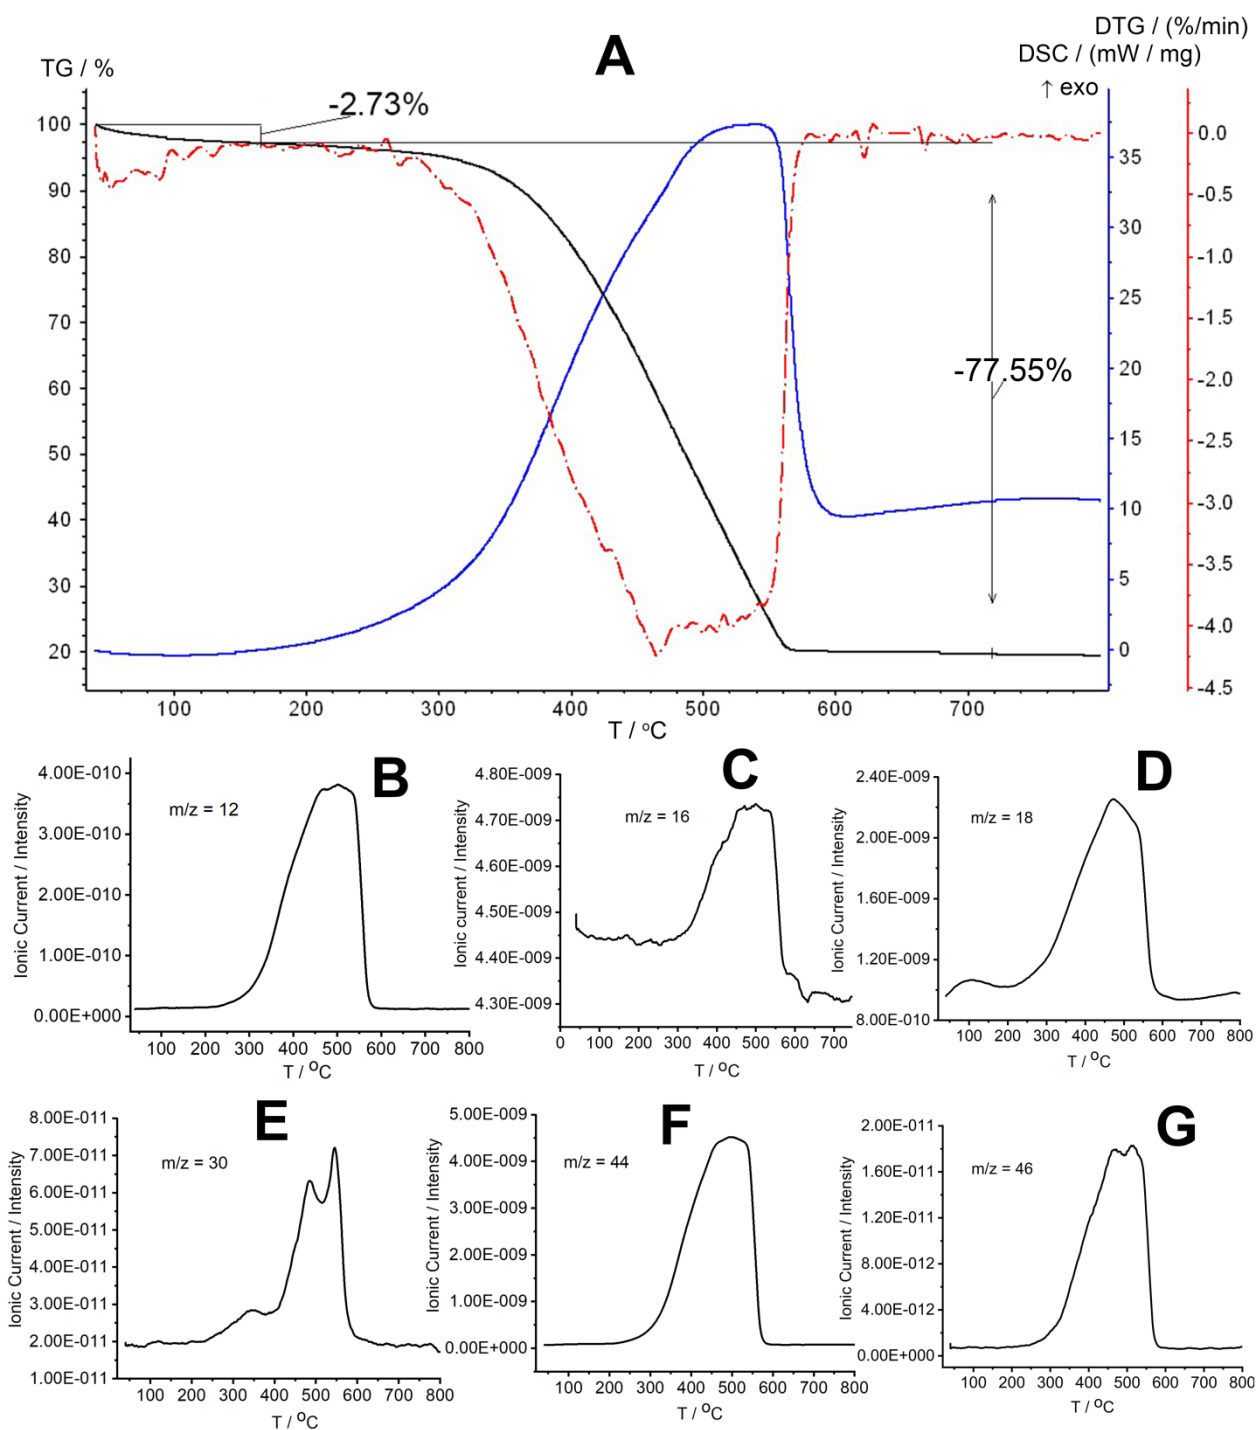 DTG / (%/min)
A
DSC / (mW / mg)
TG / %
↑ exo
-2.73%
100
90
80
70
60
50
40
30
20
35
30
25
20
15
10
5
0
0.0
-0.5
-1.0
-1.5
-2.0
-2.5
-3.0
-3.5
-4.0
-4.5
-77.55%
100 200 300 400 500 600 700
T / °C
B
m/z = 12
Ionic Current / Intensity
4.00E-010
3.00E-010
2.00E-010
1.00E-010
0.00E+000
100 200 300 400 500 600 700 800
T / °C
C
m/z = 16
Ionic current / Intensity
4.80E-009
4.70E-009
4.60E-009
4.50E-009
4.40E-009
4.30E-009
0 100 200 300 400 500 600 700
T / °C
D
m/z = 18
Ionic Current / Intensity
2.40E-009
2.00E-009
1.60E-009
1.20E-009
8.00E-010
100 200 300 400 500 600 700 800
T / °C
E
m/z = 30
Ionic Current / Intensity
8.00E-011
7.00E-011
6.00E-011
5.00E-011
4.00E-011
3.00E-011
2.00E-011
1.00E-011
100 200 300 400 500 600 700 800
T / °C
F
m/z = 44
Ionic Current / Intensity
5.00E-009
4.00E-009
3.00E-009
2.00E-009
1.00E-009
0.00E+000
100 200 300 400 500 600 700 800
T / °C
G
m/z = 46
Ionic Current / Intensity
2.00E-011
1.60E-011
1.20E-011
8.00E-012
4.00E-012
0.00E+000
100 200 300 400 500 600 700 800
T / °C